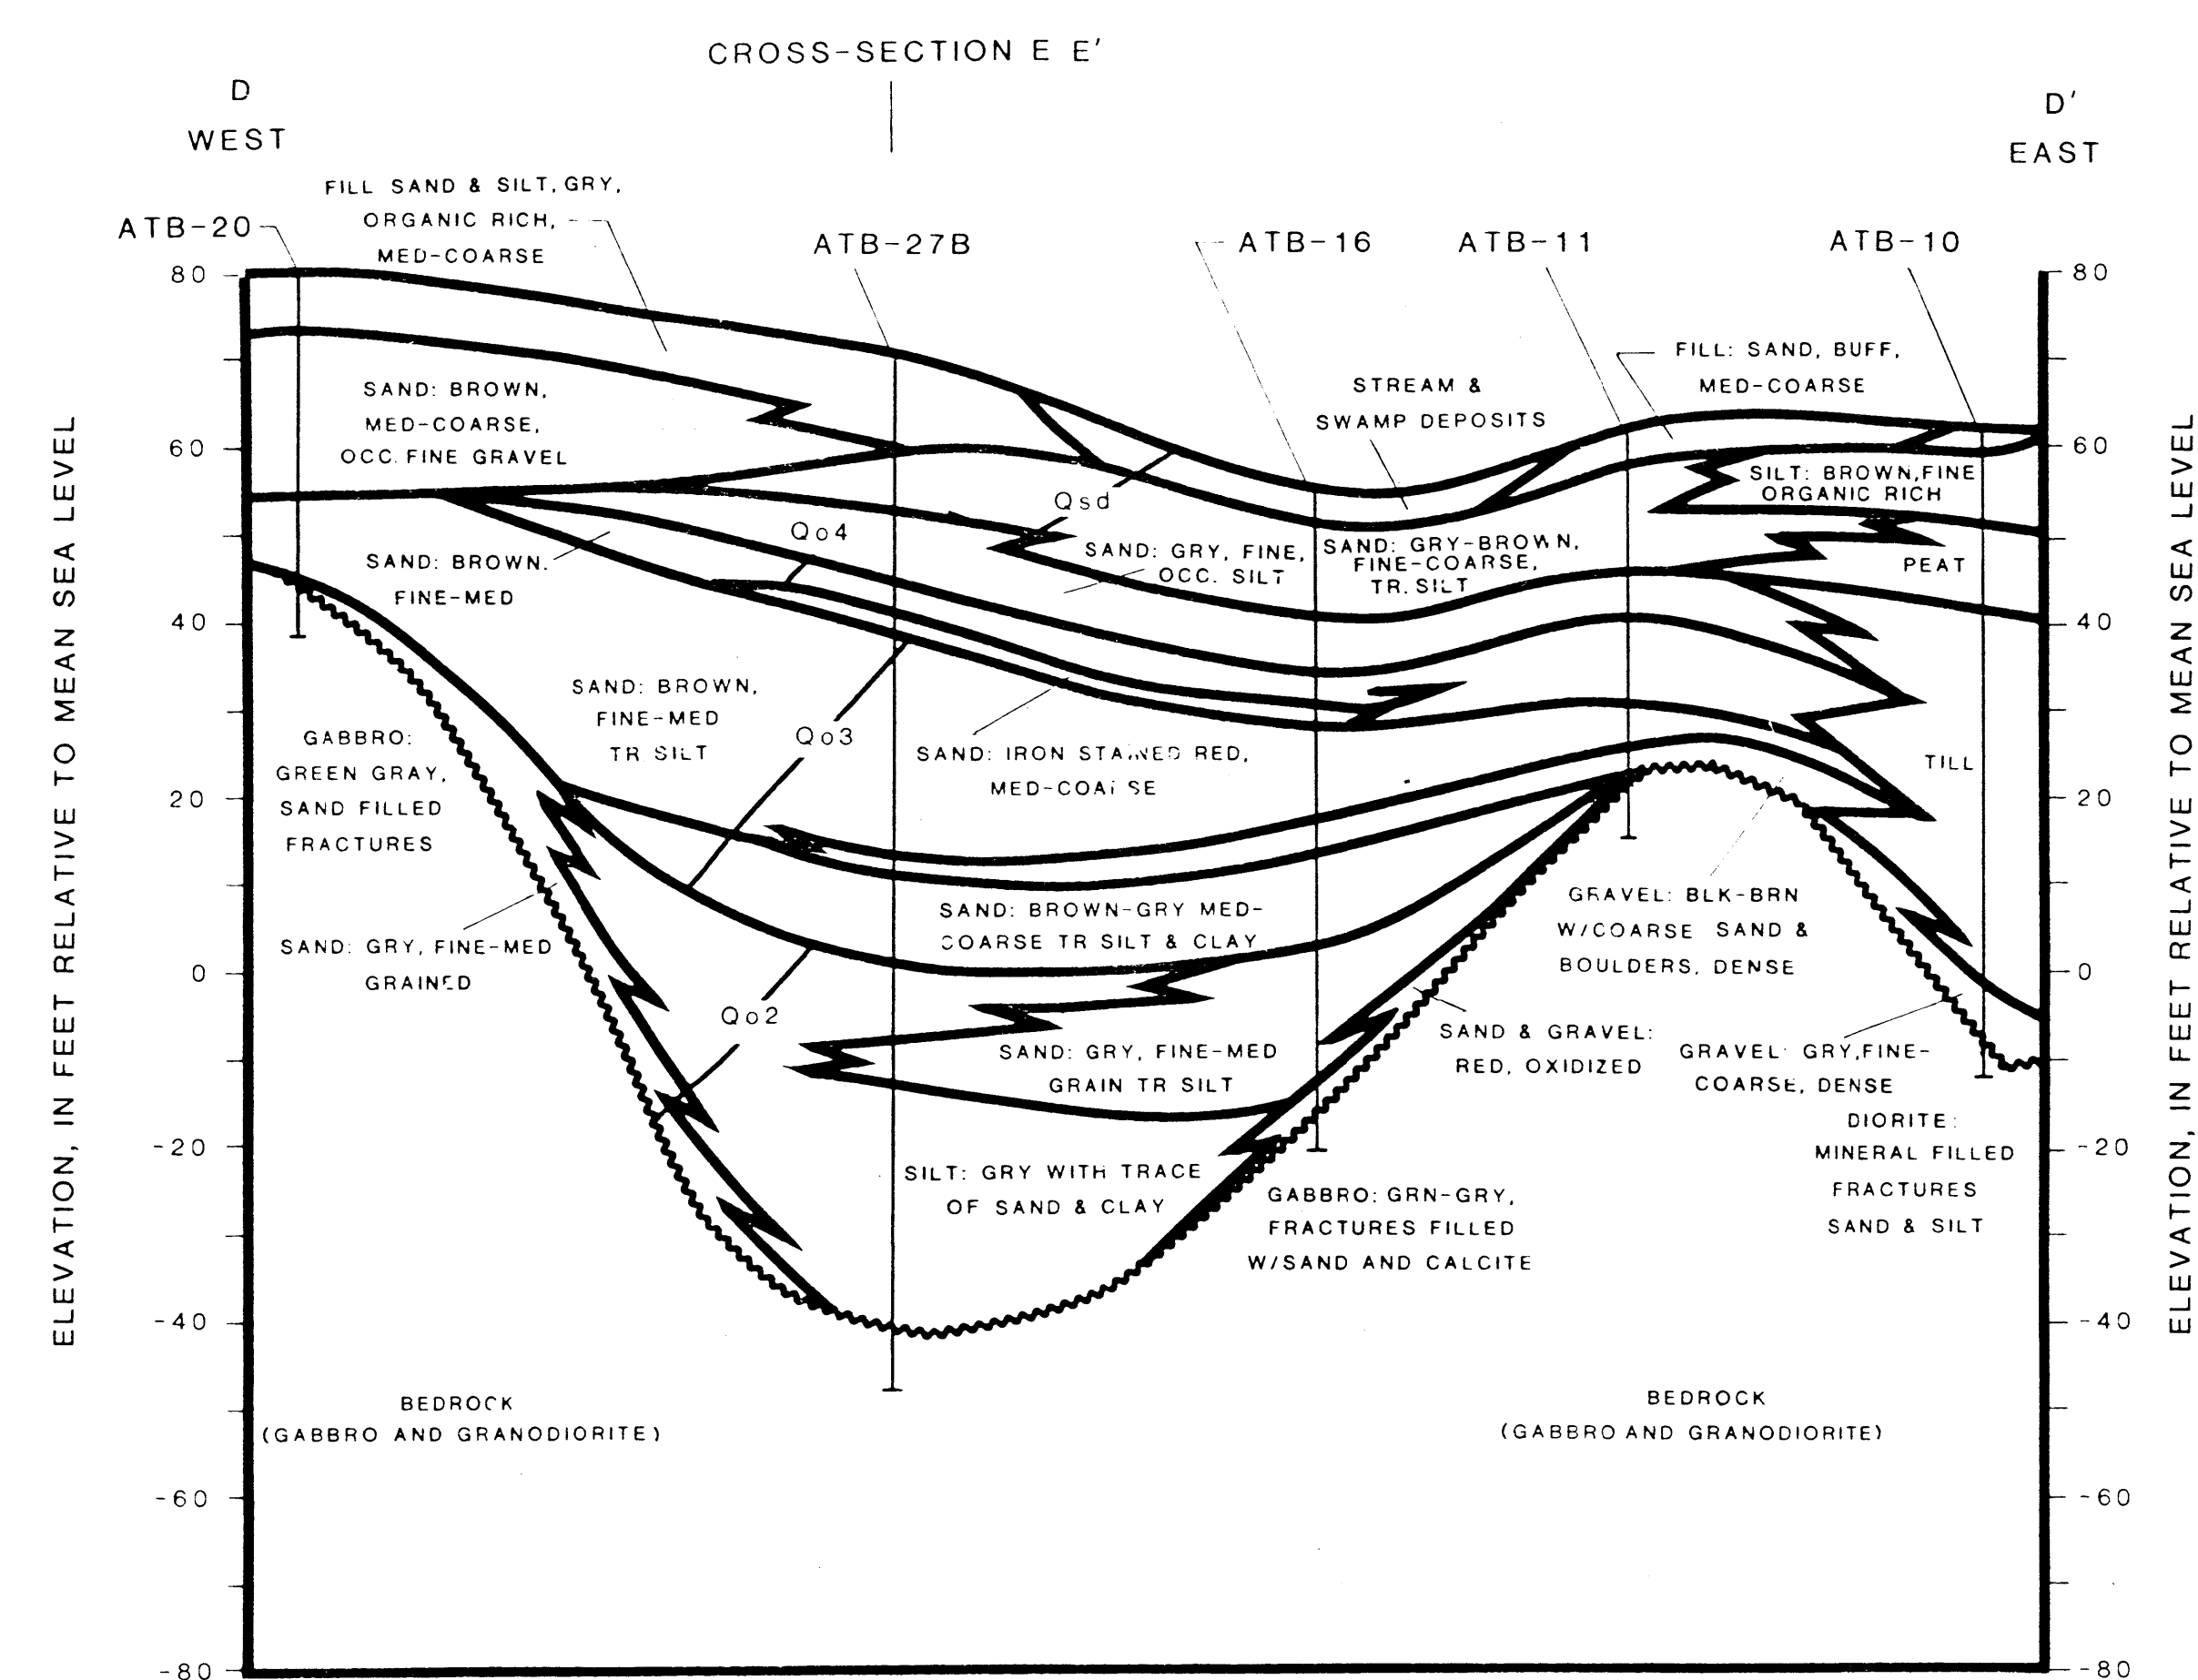 CROSS-SECTION E E'
D
WEST
D'
EAST
FILL SAND & SILT, GRY,
ORGANIC RICH,
MED-COARSE
ATB-20
ATB-27B
ATB-16
ATB-11
ATB-10
80
60
40
20
0
-20
-40
-60
-80
80
60
40
20
0
-20
-40
-60
-80
ELEVATION, IN FEET RELATIVE TO MEAN SEA LEVEL
ELEVATION, IN FEET RELATIVE TO MEAN SEA LEVEL
FILL: SAND, BUFF,
MED-COARSE
STREAM &
SWAMP DEPOSITS
SAND: BROWN,
MED-COARSE,
OCC. FINE GRAVEL
SILT: BROWN, FINE
ORGANIC RICH
Qsd
Qo4
SAND: GRY, FINE,
OCC. SILT
SAND: GRY-BROWN,
FINE-COARSE,
TR. SILT
PEAT
SAND: BROWN.
FINE-MED
SAND: BROWN,
FINE-MED
TR SILT
Qo3
SAND: IRON STAINED RED,
MED-COARSE
TILL
GABBRO:
GREEN GRAY,
SAND FILLED
FRACTURES
SAND: BROWN-GRY MED-
COARSE TR SILT & CLAY
GRAVEL: BLK-BRN
W/COARSE SAND &
BOULDERS, DENSE
SAND: GRY, FINE-MED
GRAINED
Qo2
SAND: GRY, FINE-MED
GRAIN TR SILT
SAND & GRAVEL:
RED, OXIDIZED
GRAVEL: GRY, FINE-
COARSE, DENSE
DIORITE:
MINERAL FILLED
FRACTURES
SAND & SILT
SILT: GRY WITH TRACE
OF SAND & CLAY
GABBRO: GRN-GRY,
FRACTURES FILLED
W/SAND AND CALCITE
BEDROCK
(GABBRO AND GRANODIORITE)
BEDROCK
(GABBRO AND GRANODIORITE)